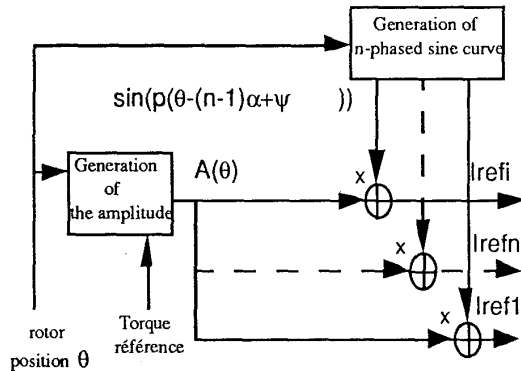 Generation of
n-phased sine curve
sin(p(θ-(n-1)α+ψ ))
Generation
of
the amplitude
A(θ)
x
Irefi
x
Irefn
x
Iref1
rotor
position θ
Torque
référence